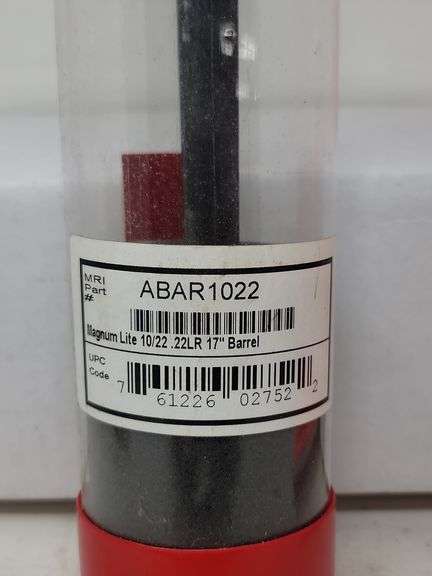 MRI
Part
#
ABAR1022
Magnum Lite 10/22 .22LR 17" Barrel
UPC
Code
7 61226 02752 2